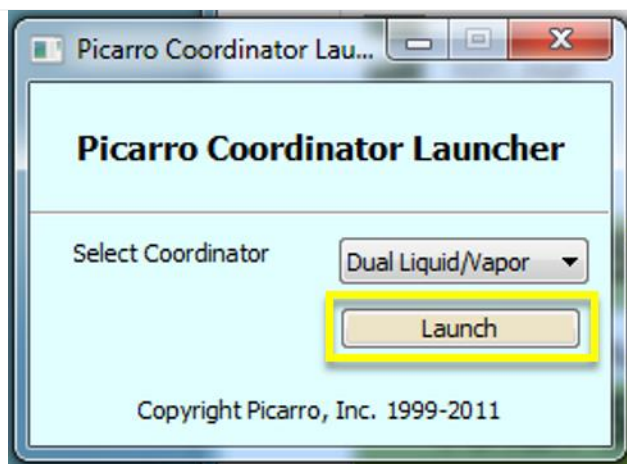 Picarro Coordinator Lau...
Picarro Coordinator Launcher
Select Coordinator
Dual Liquid/Vapor
Launch
Copyright Picarro, Inc. 1999-2011